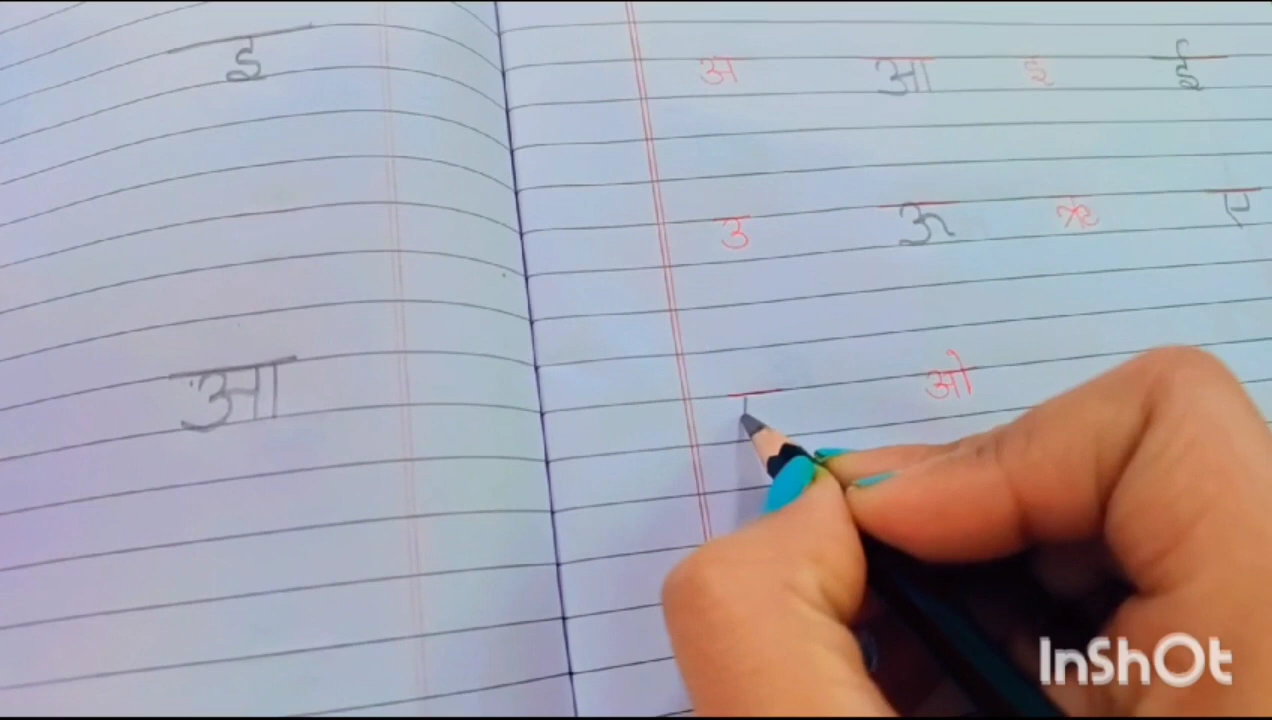 इ
आ
अ आ इ ई
उ ऊ ऋ ए
ओ
InShOt